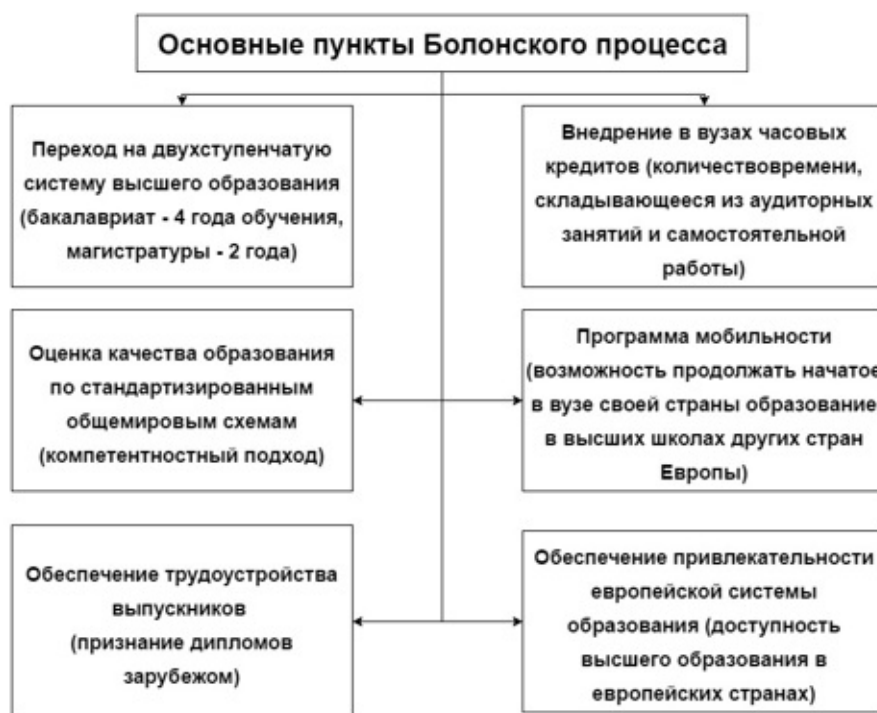 Основные пункты Болонского процесса
Переход на двухступенчатую
систему высшего образования
(бакалавриат - 4 года обучения,
магистратуры - 2 года)
Внедрение в вузах часовых
кредитов (количествовремени,
складывающееся из аудиторных
занятий и самостоятельной
работы)
Оценка качества образования
по стандартизированным
общемировым схемам
(компетентностный подход)
Программа мобильности
(возможность продолжать начатое
в вузе своей страны образование
в высших школах других стран
Европы)
Обеспечение трудоустройства
выпускников
(признание дипломов
зарубежом)
Обеспечение привлекательности
европейской системы
образования (доступность
высшего образования в
европейских странах)